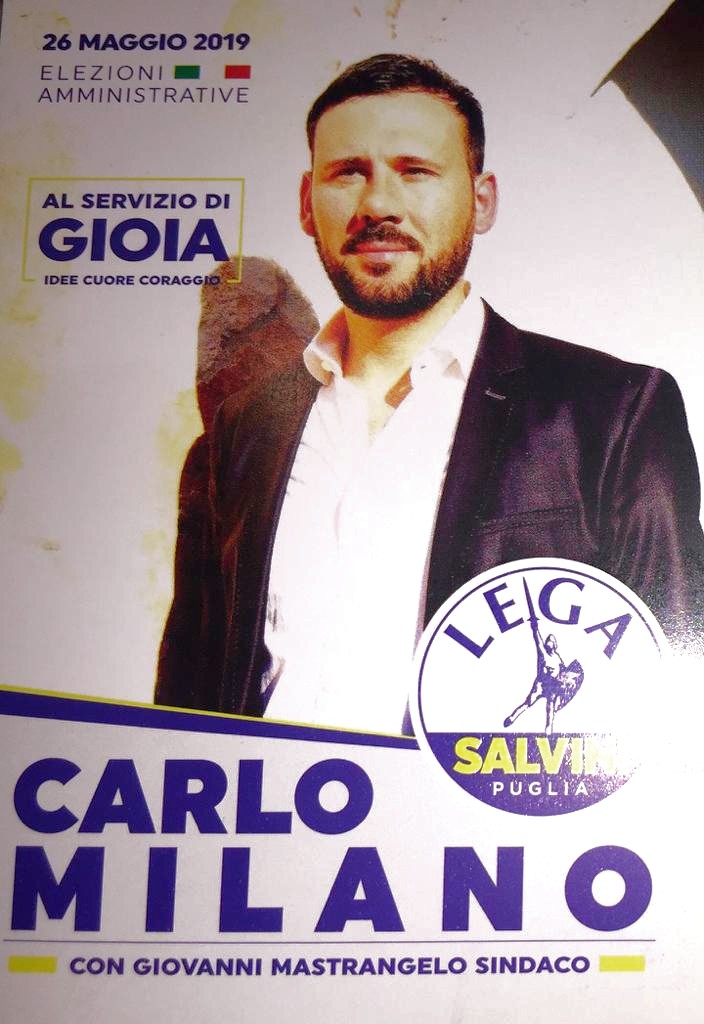 26 MAGGIO 2019
ELEZIONI
AMMINISTRATIVE
AL SERVIZIO DI
GIOIA
IDEE CUORE CORAGGIO
LEGA
SALVINI
PUGLIA
CARLO
MILANO
CON GIOVANNI MASTRANGELO SINDACO